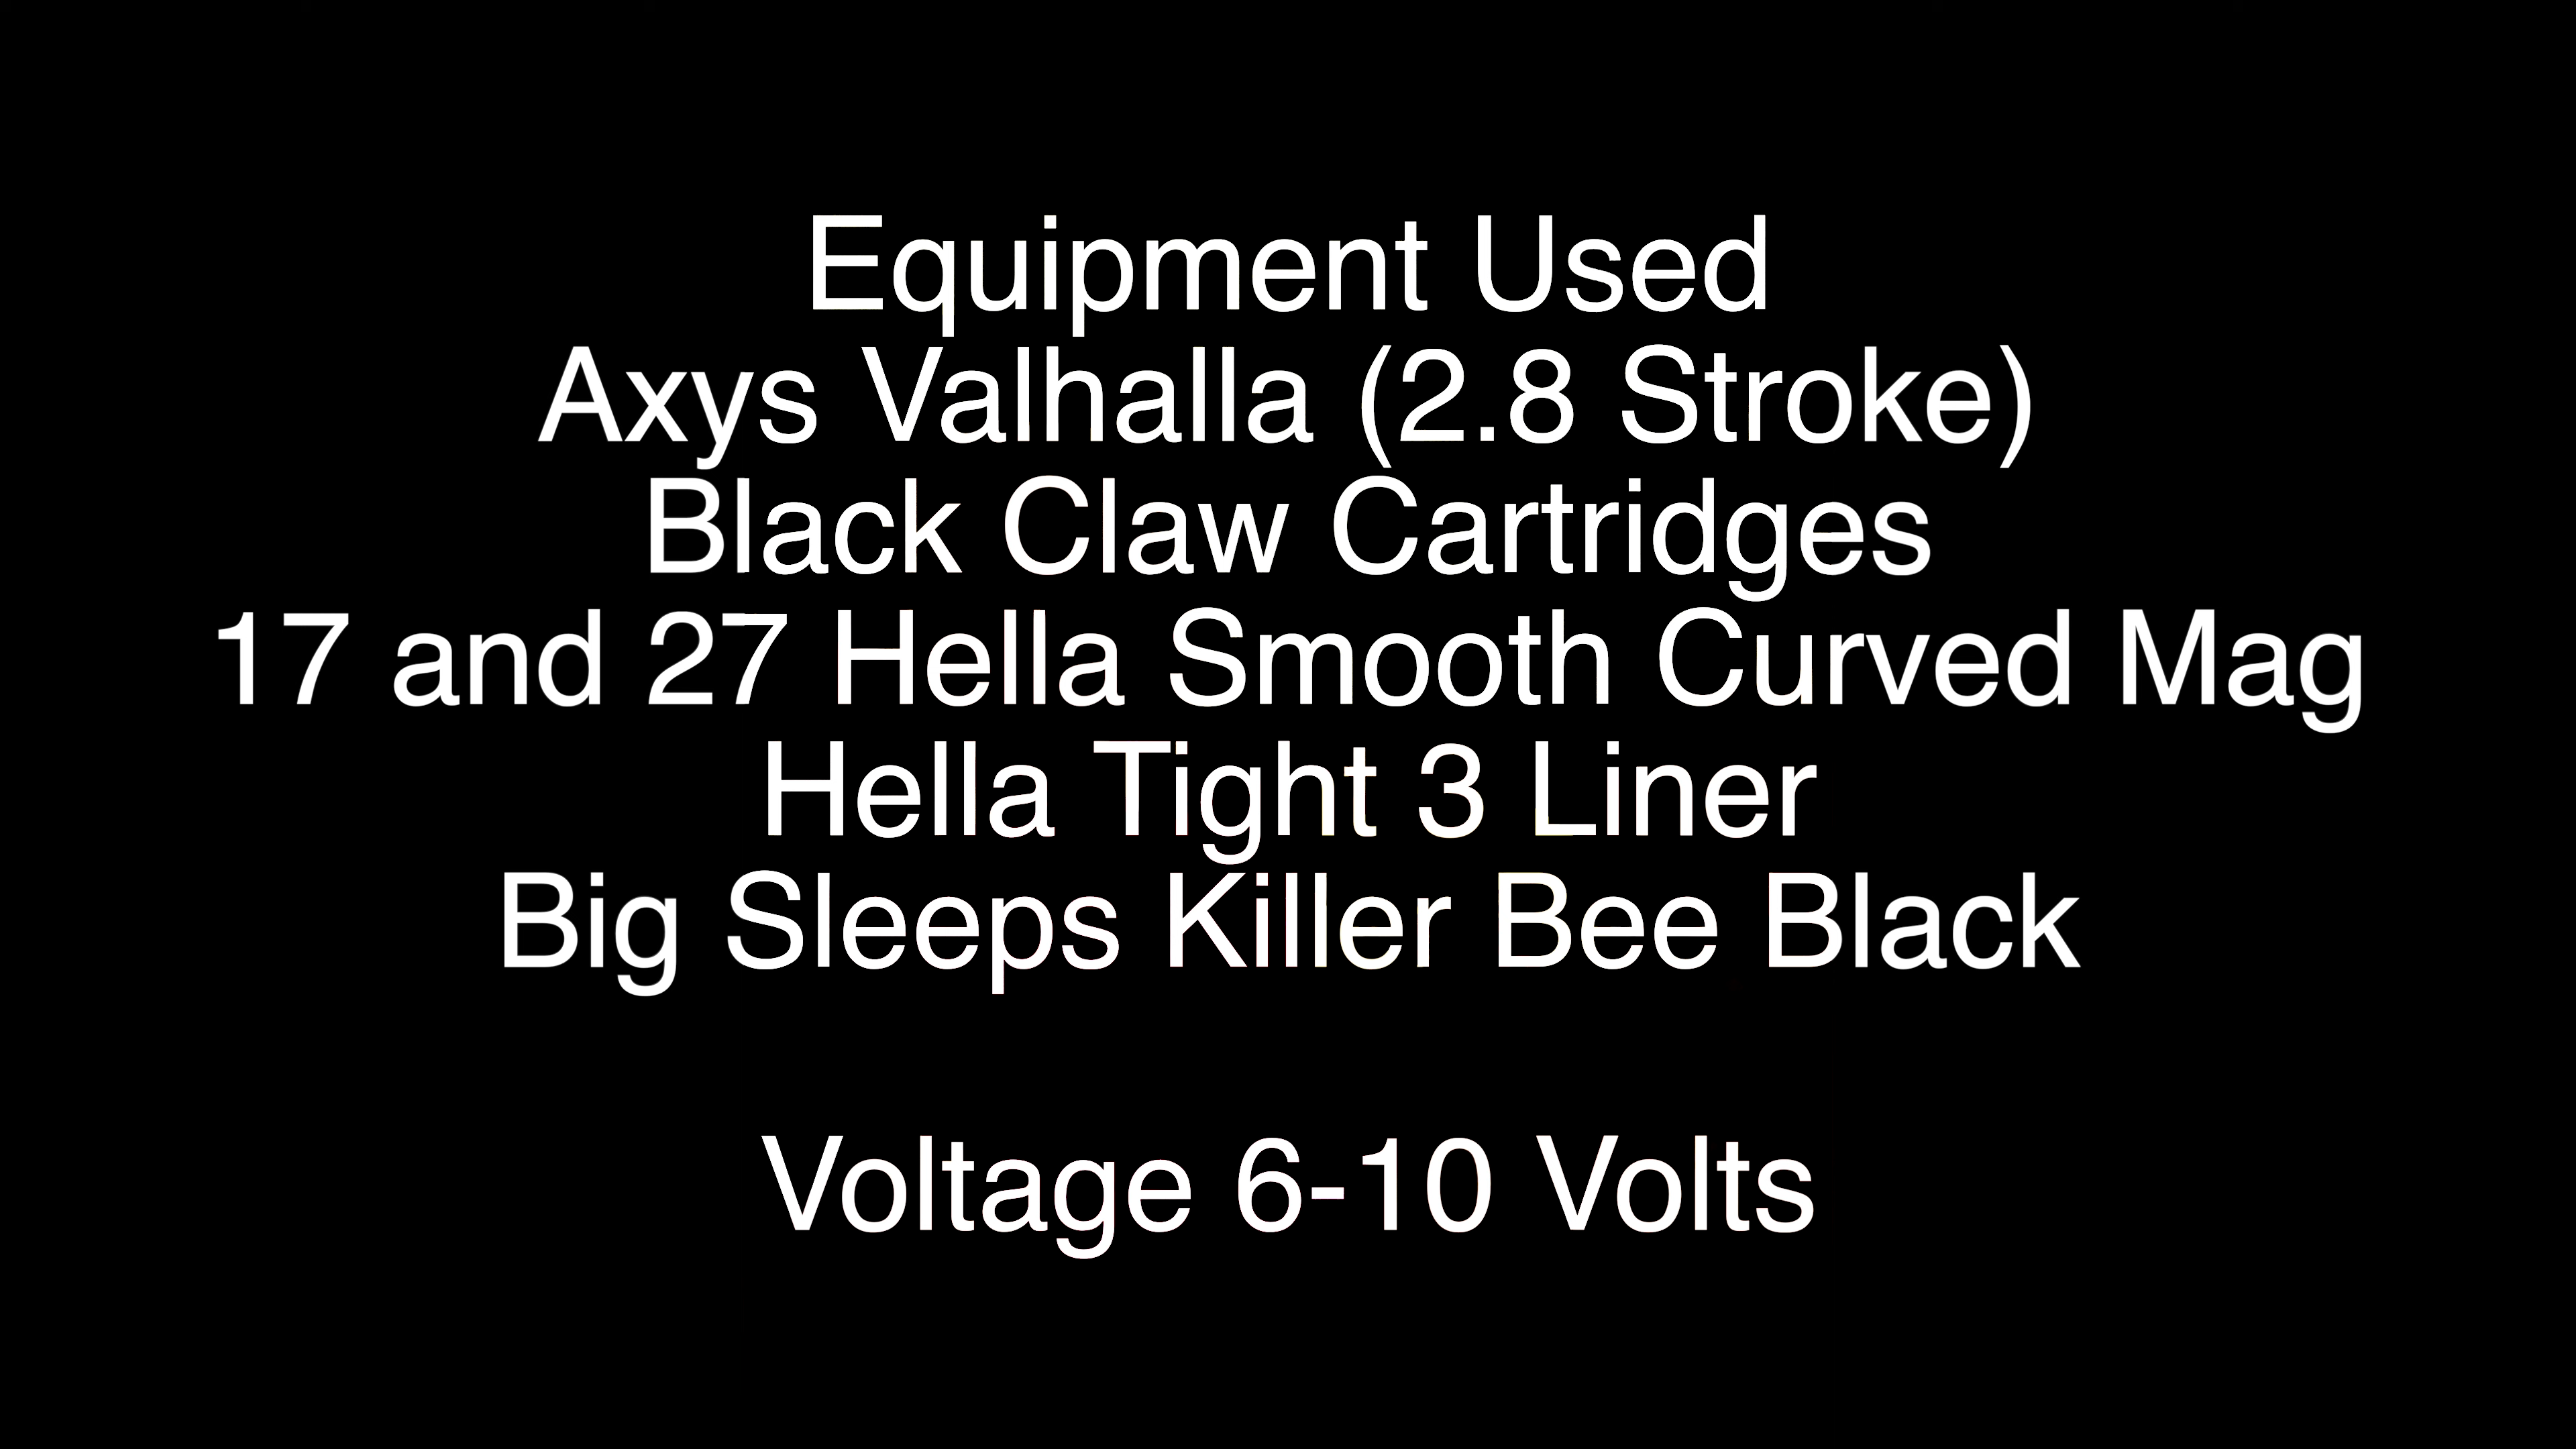 Equipment Used
Axys Valhalla (2.8 Stroke)
Black Claw Cartridges
17 and 27 Hella Smooth Curved Mag
Hella Tight 3 Liner
Big Sleeps Killer Bee Black
Voltage 6-10 Volts